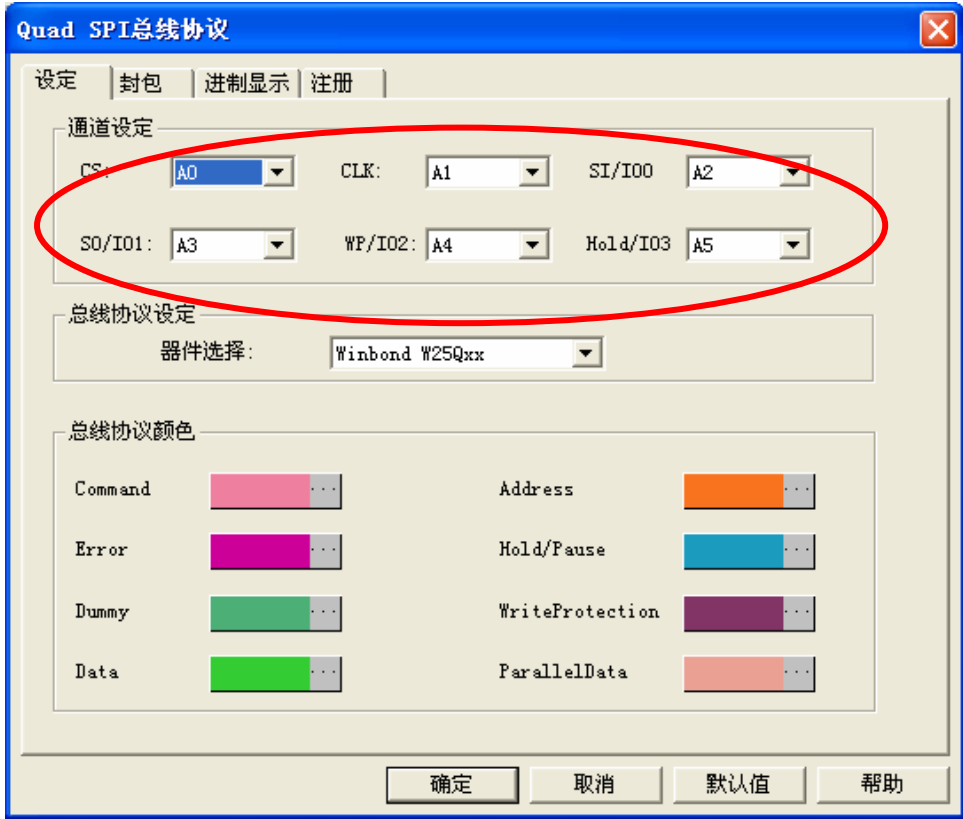 Quad SPI总线协议
设定 封包 进制显示 注册
通道设定
CS: A0 CLK: A1 SI/IO0 A2
SO/IO1: A3 WP/IO2: A4 Hold/IO3 A5
总线协议设定
器件选择: Winbond W25Qxx
总线协议颜色
Command ... Address ...
Error ... Hold/Pause ...
Dummy ... WriteProtection ...
Data ... ParallelData ...
确定 取消 默认值 帮助